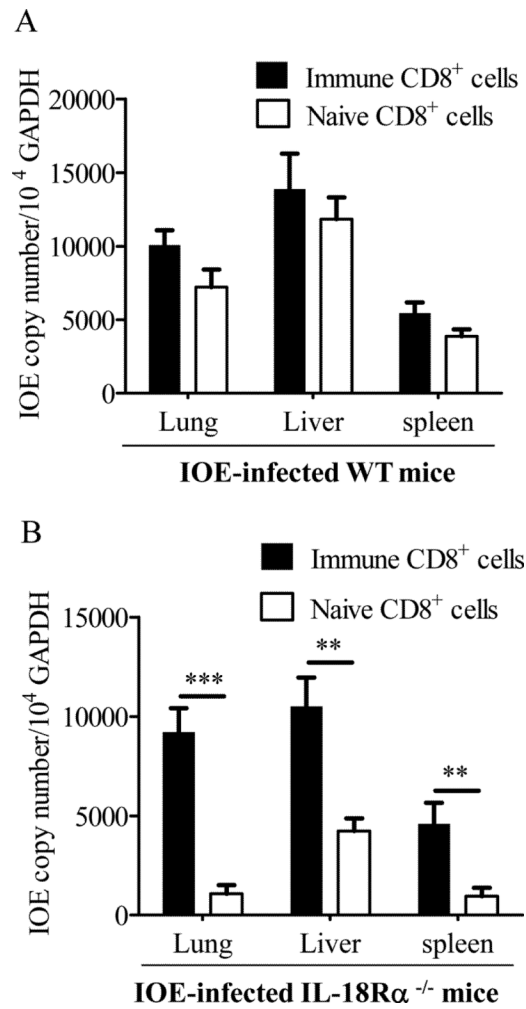 A
Immune CD8⁺ cells
Naive CD8⁺ cells
IOE copy number/10 ⁴ GAPDH
20000
15000
10000
5000
0
Lung Liver spleen
IOE-infected WT mice
B
Immune CD8⁺ cells
Naive CD8⁺ cells
IOE copy number/10⁴ GAPDH
15000
10000
5000
0
***
**
**
Lung Liver spleen
IOE-infected IL-18Rα ⁻/⁻ mice